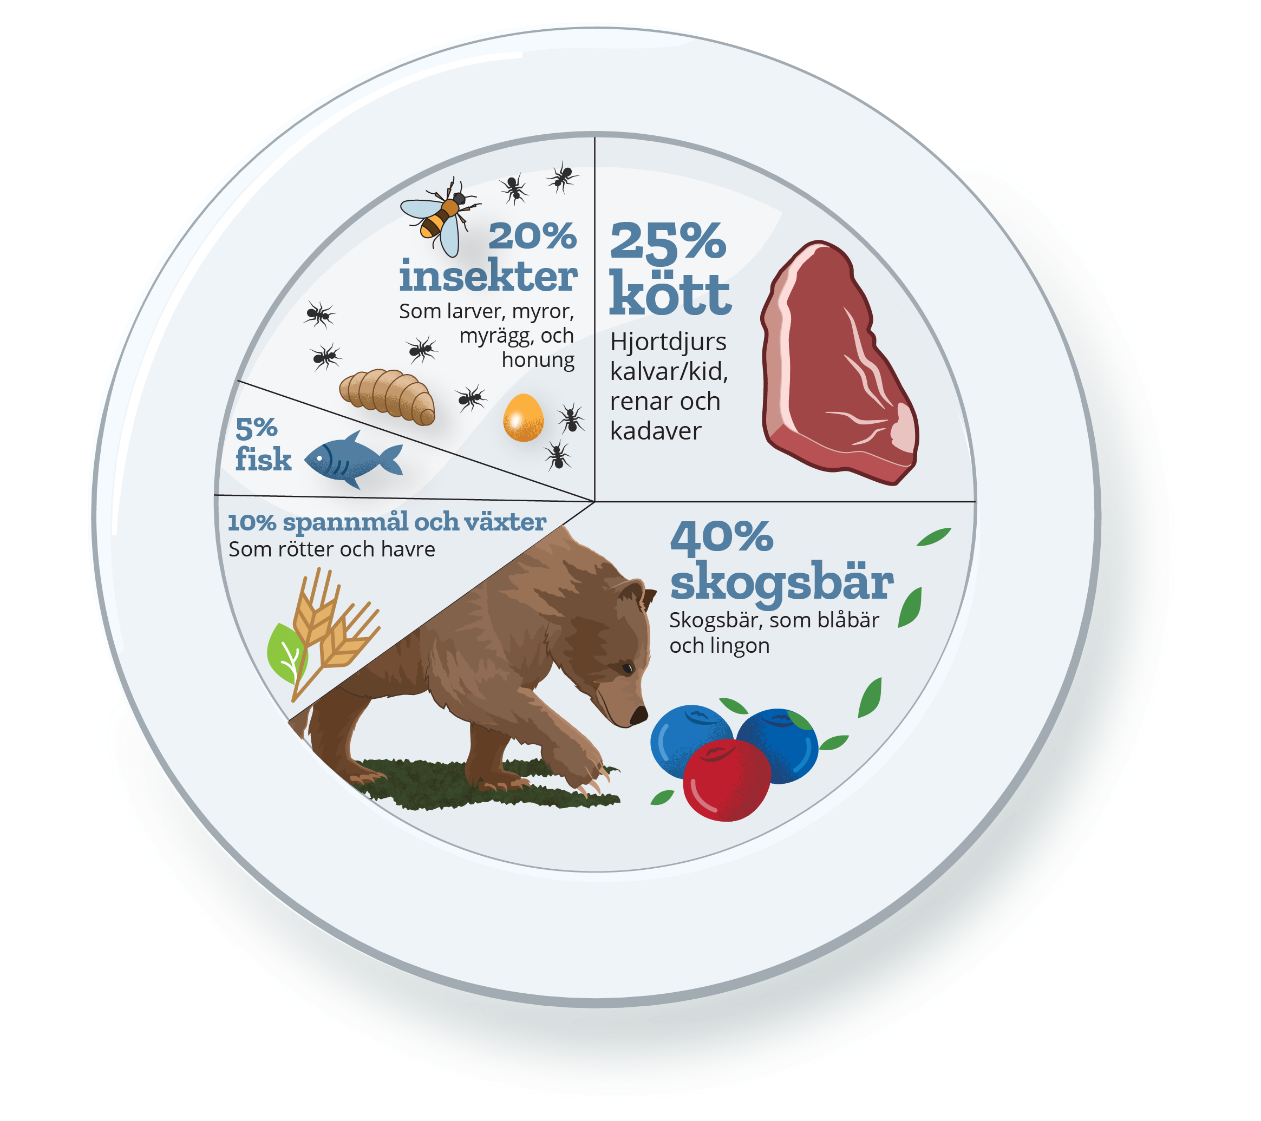 20%
insekter
Som larver, myror,
myrägg, och
honung
25%
kött
Hjortdjurs
kalvar/kid,
renar och
kadaver
5%
fisk
10% spannmål och växter
Som rötter och havre
40%
skogsbär
Skogsbär, som blåbär
och lingon